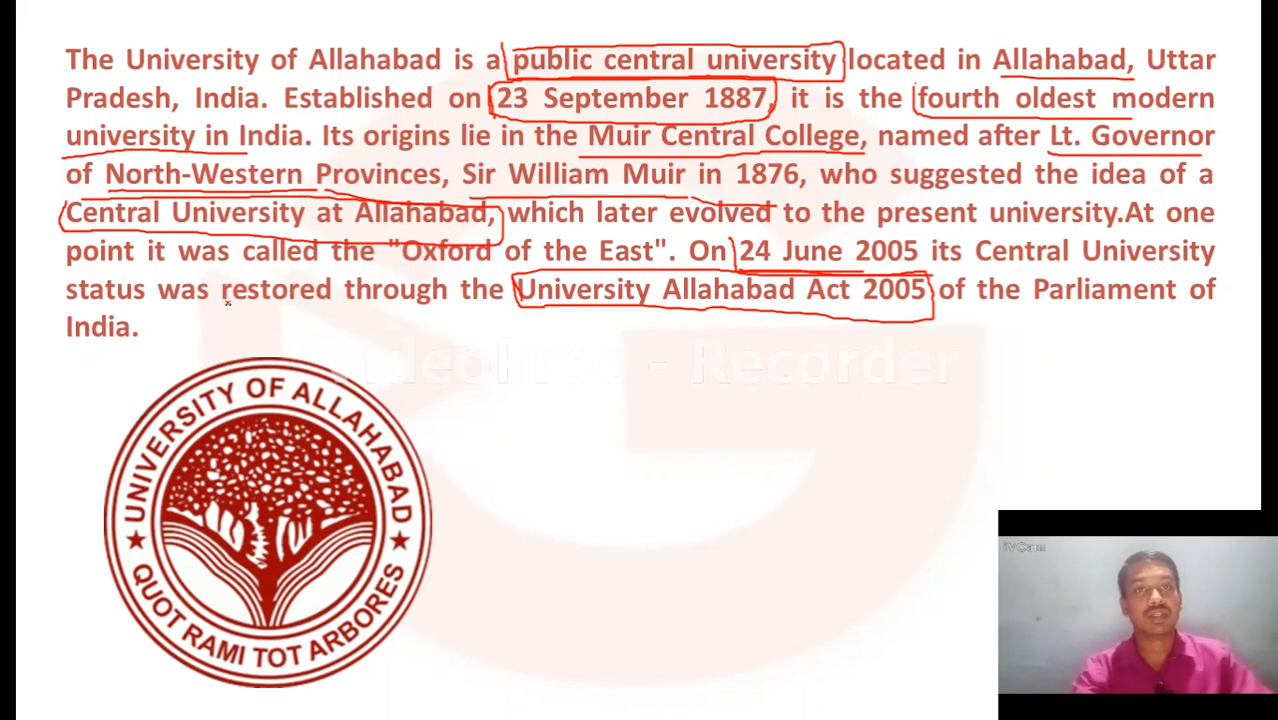 The University of Allahabad is a public central university located in Allahabad, Uttar
Pradesh, India. Established on 23 September 1887, it is the fourth oldest modern
university in India. Its origins lie in the Muir Central College, named after Lt. Governor
of North-Western Provinces, Sir William Muir in 1876, who suggested the idea of a
Central University at Allahabad, which later evolved to the present university.At one
point it was called the "Oxford of the East". On 24 June 2005 its Central University
status was restored through the University Allahabad Act 2005 of the Parliament of
India.
- Recorder
UNIVERSITY OF ALLAHABAD
QUOT RAMI TOT ARBORES
iVCam